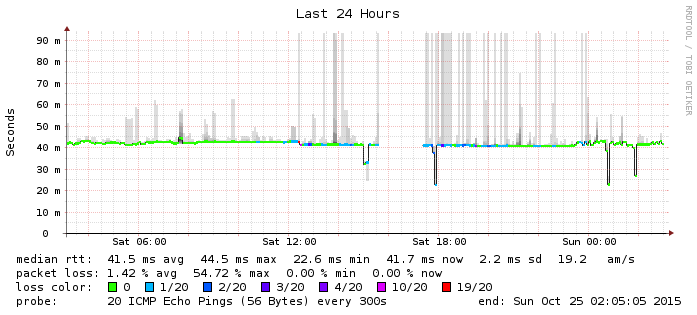 Last 24 Hours
RRDTOOL / TOBI OETIKER
Seconds
90 m
80 m
70 m
60 m
50 m
40 m
30 m
20 m
10 m
0
Sat 06:00 Sat 12:00 Sat 18:00 Sun 00:00
median rtt: 41.5 ms avg 44.5 ms max 22.6 ms min 41.7 ms now 2.2 ms sd 19.2 am/s
packet loss: 1.42 % avg 54.72 % max 0.00 % min 0.00 % now
loss color: 0 1/20 2/20 3/20 4/20 10/20 19/20
probe: 20 ICMP Echo Pings (56 Bytes) every 300s end: Sun Oct 25 02:05:05 2015